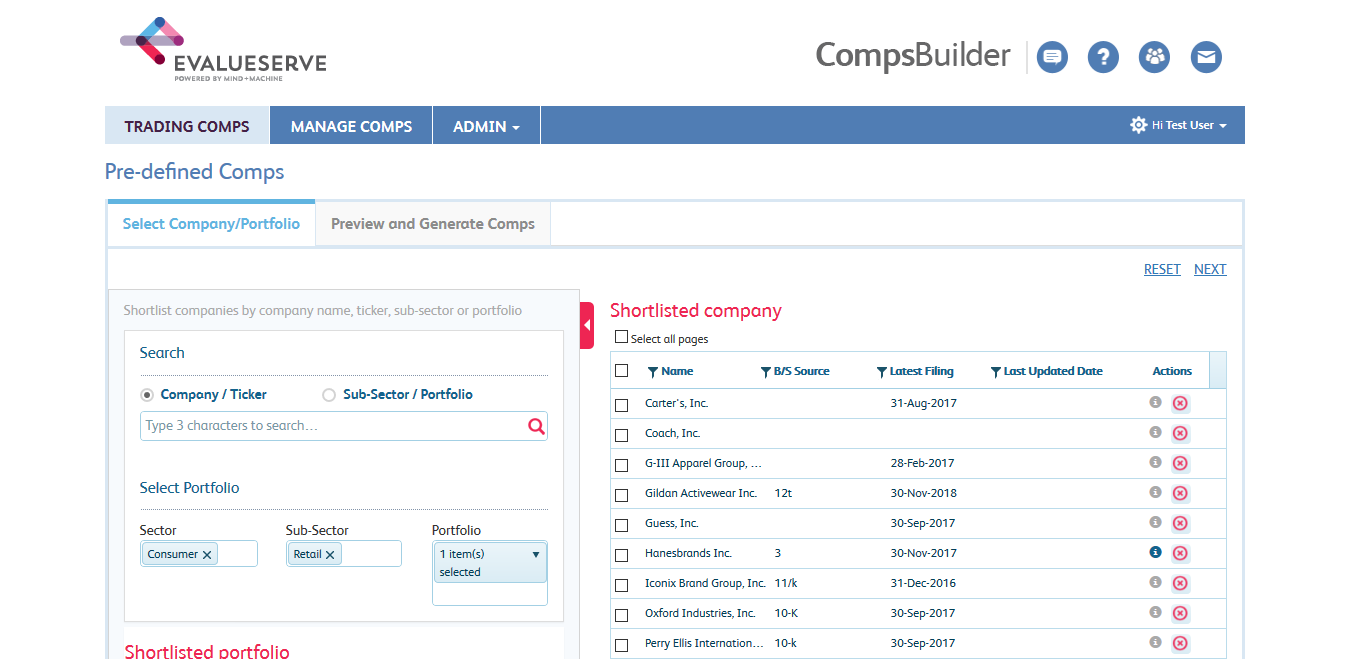 EVALUESERVE
POWERED BY MIND+MACHINE
CompsBuilder
?
TRADING COMPS
MANAGE COMPS
ADMIN
Hi Test User
Pre-defined Comps
Select Company/Portfolio
Preview and Generate Comps
RESET NEXT
Shortlist companies by company name, ticker, sub-sector or portfolio
Search
Company / Ticker
Sub-Sector / Portfolio
Type 3 characters to search...
Select Portfolio
Sector
Sub-Sector
Portfolio
Consumer ×
Retail ×
1 item(s)
selected
Shortlisted portfolio
Shortlisted company
Select all pages
Name B/S Source Latest Filing Last Updated Date Actions
Carter's, Inc. 31-Aug-2017
Coach, Inc.
G-III Apparel Group, ... 28-Feb-2017
Gildan Activewear Inc. 12t 30-Nov-2018
Guess, Inc. 30-Sep-2017
Hanesbrands Inc. 3 30-Nov-2017
Iconix Brand Group, Inc. 11/k 31-Dec-2016
Oxford Industries, Inc. 10-K 30-Sep-2017
Perry Ellis Internation... 10-k 30-Sep-2017